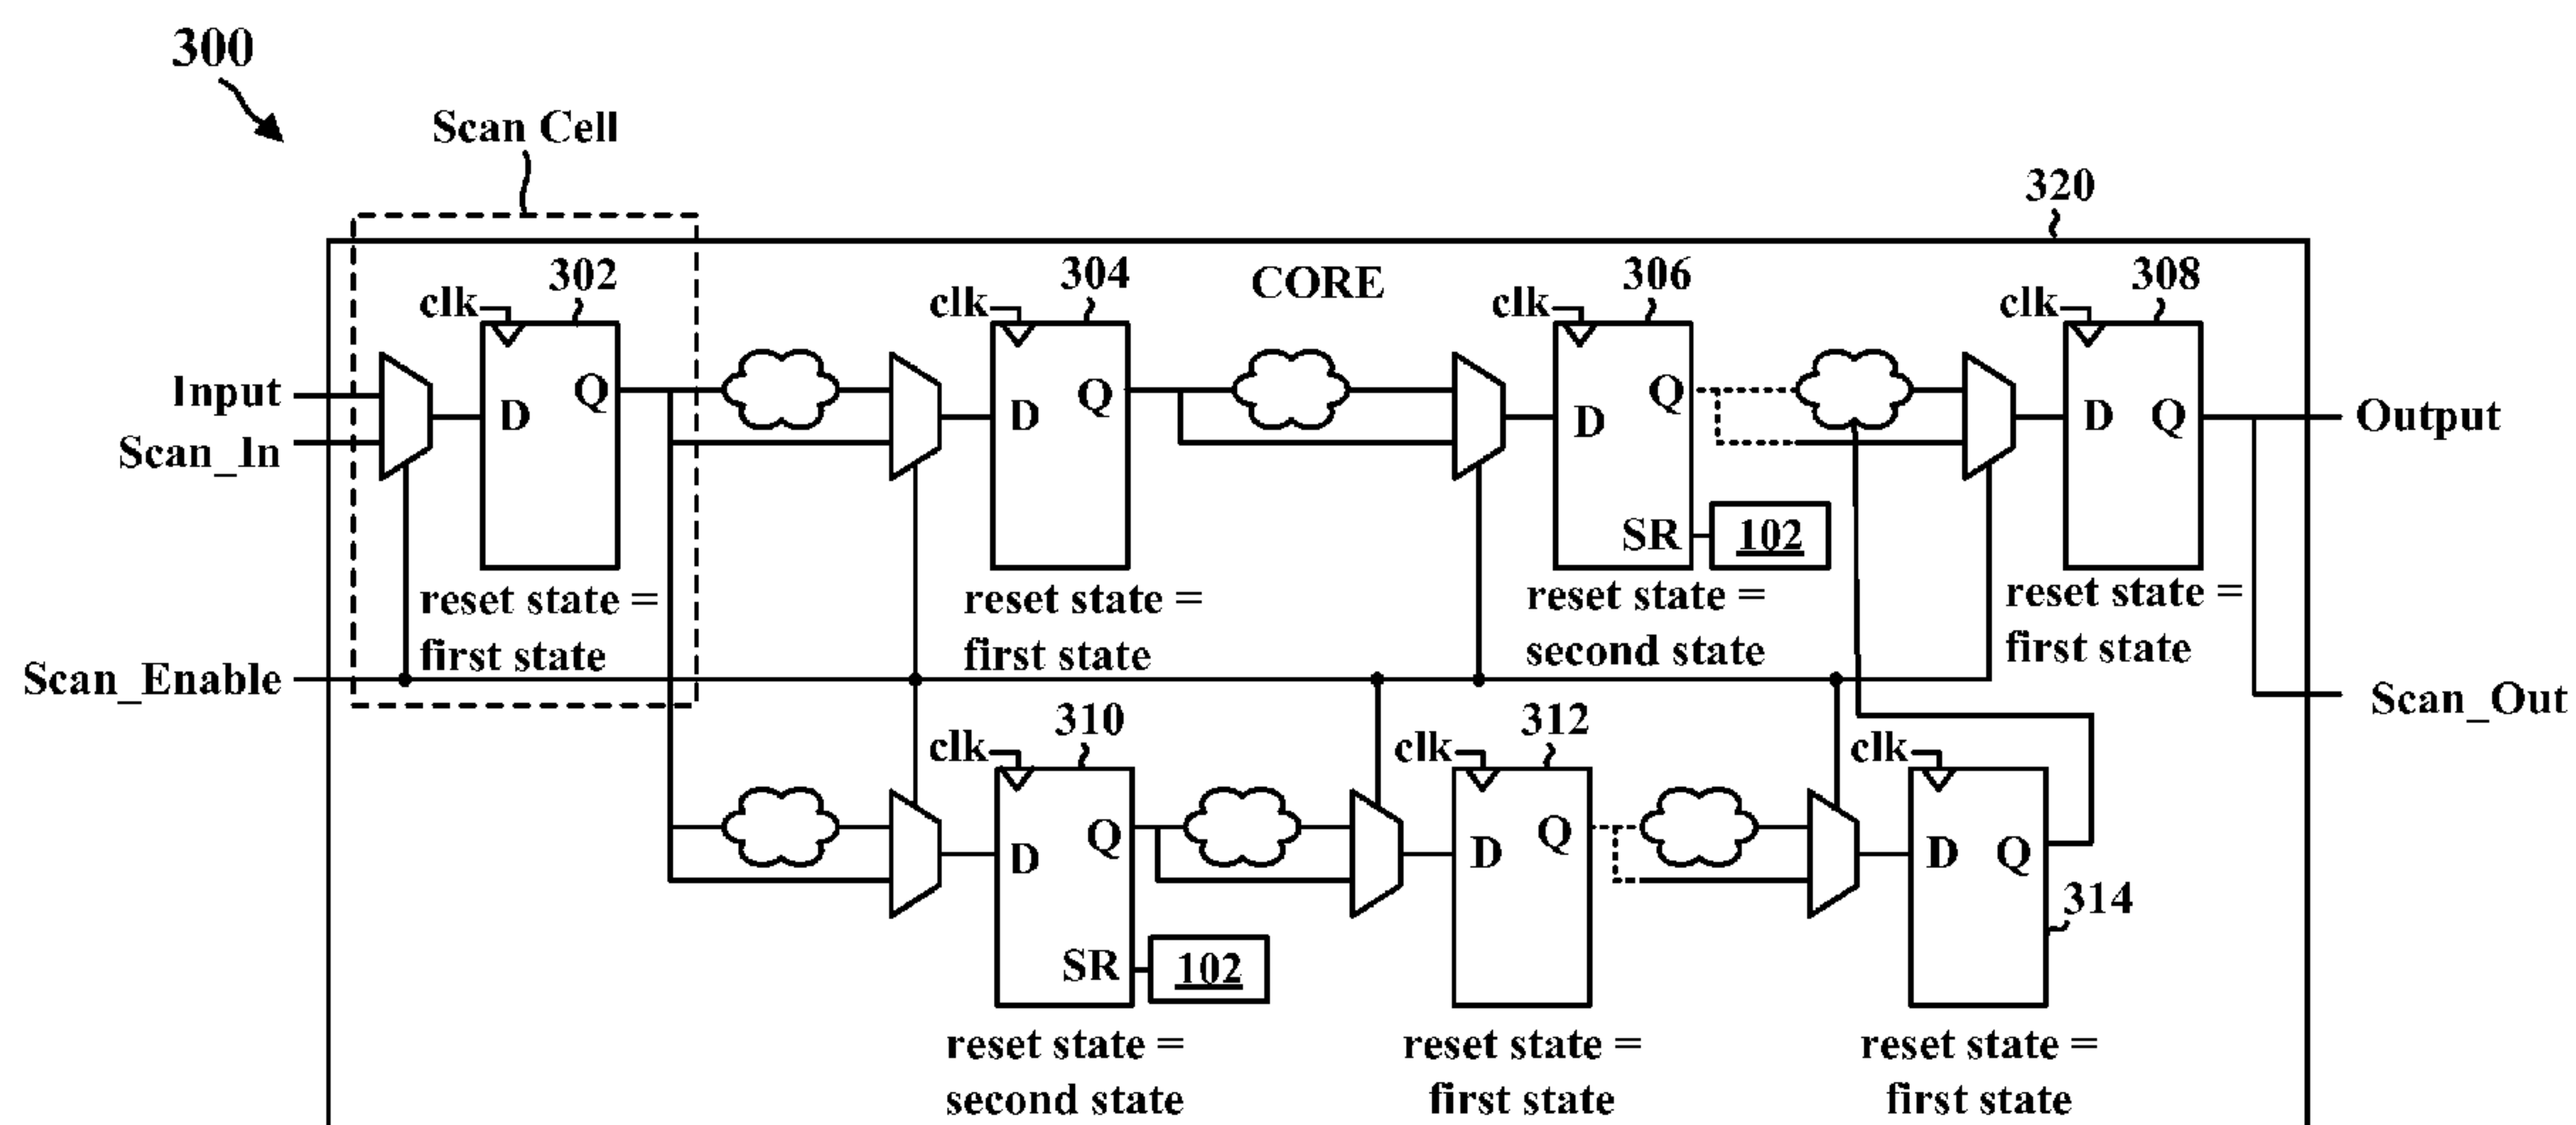 300
Scan Cell
320
CORE
302
304
306
308
clk
clk
clk
clk
Input
Scan_In
D
Q
D
Q
D
Q
SR
102
D
Q
Output
reset state =
first state
reset state =
first state
reset state =
second state
reset state =
first state
Scan_Enable
Scan_Out
310
312
314
clk
clk
clk
D
Q
SR
102
D
Q
D
Q
reset state =
second state
reset state =
first state
reset state =
first state